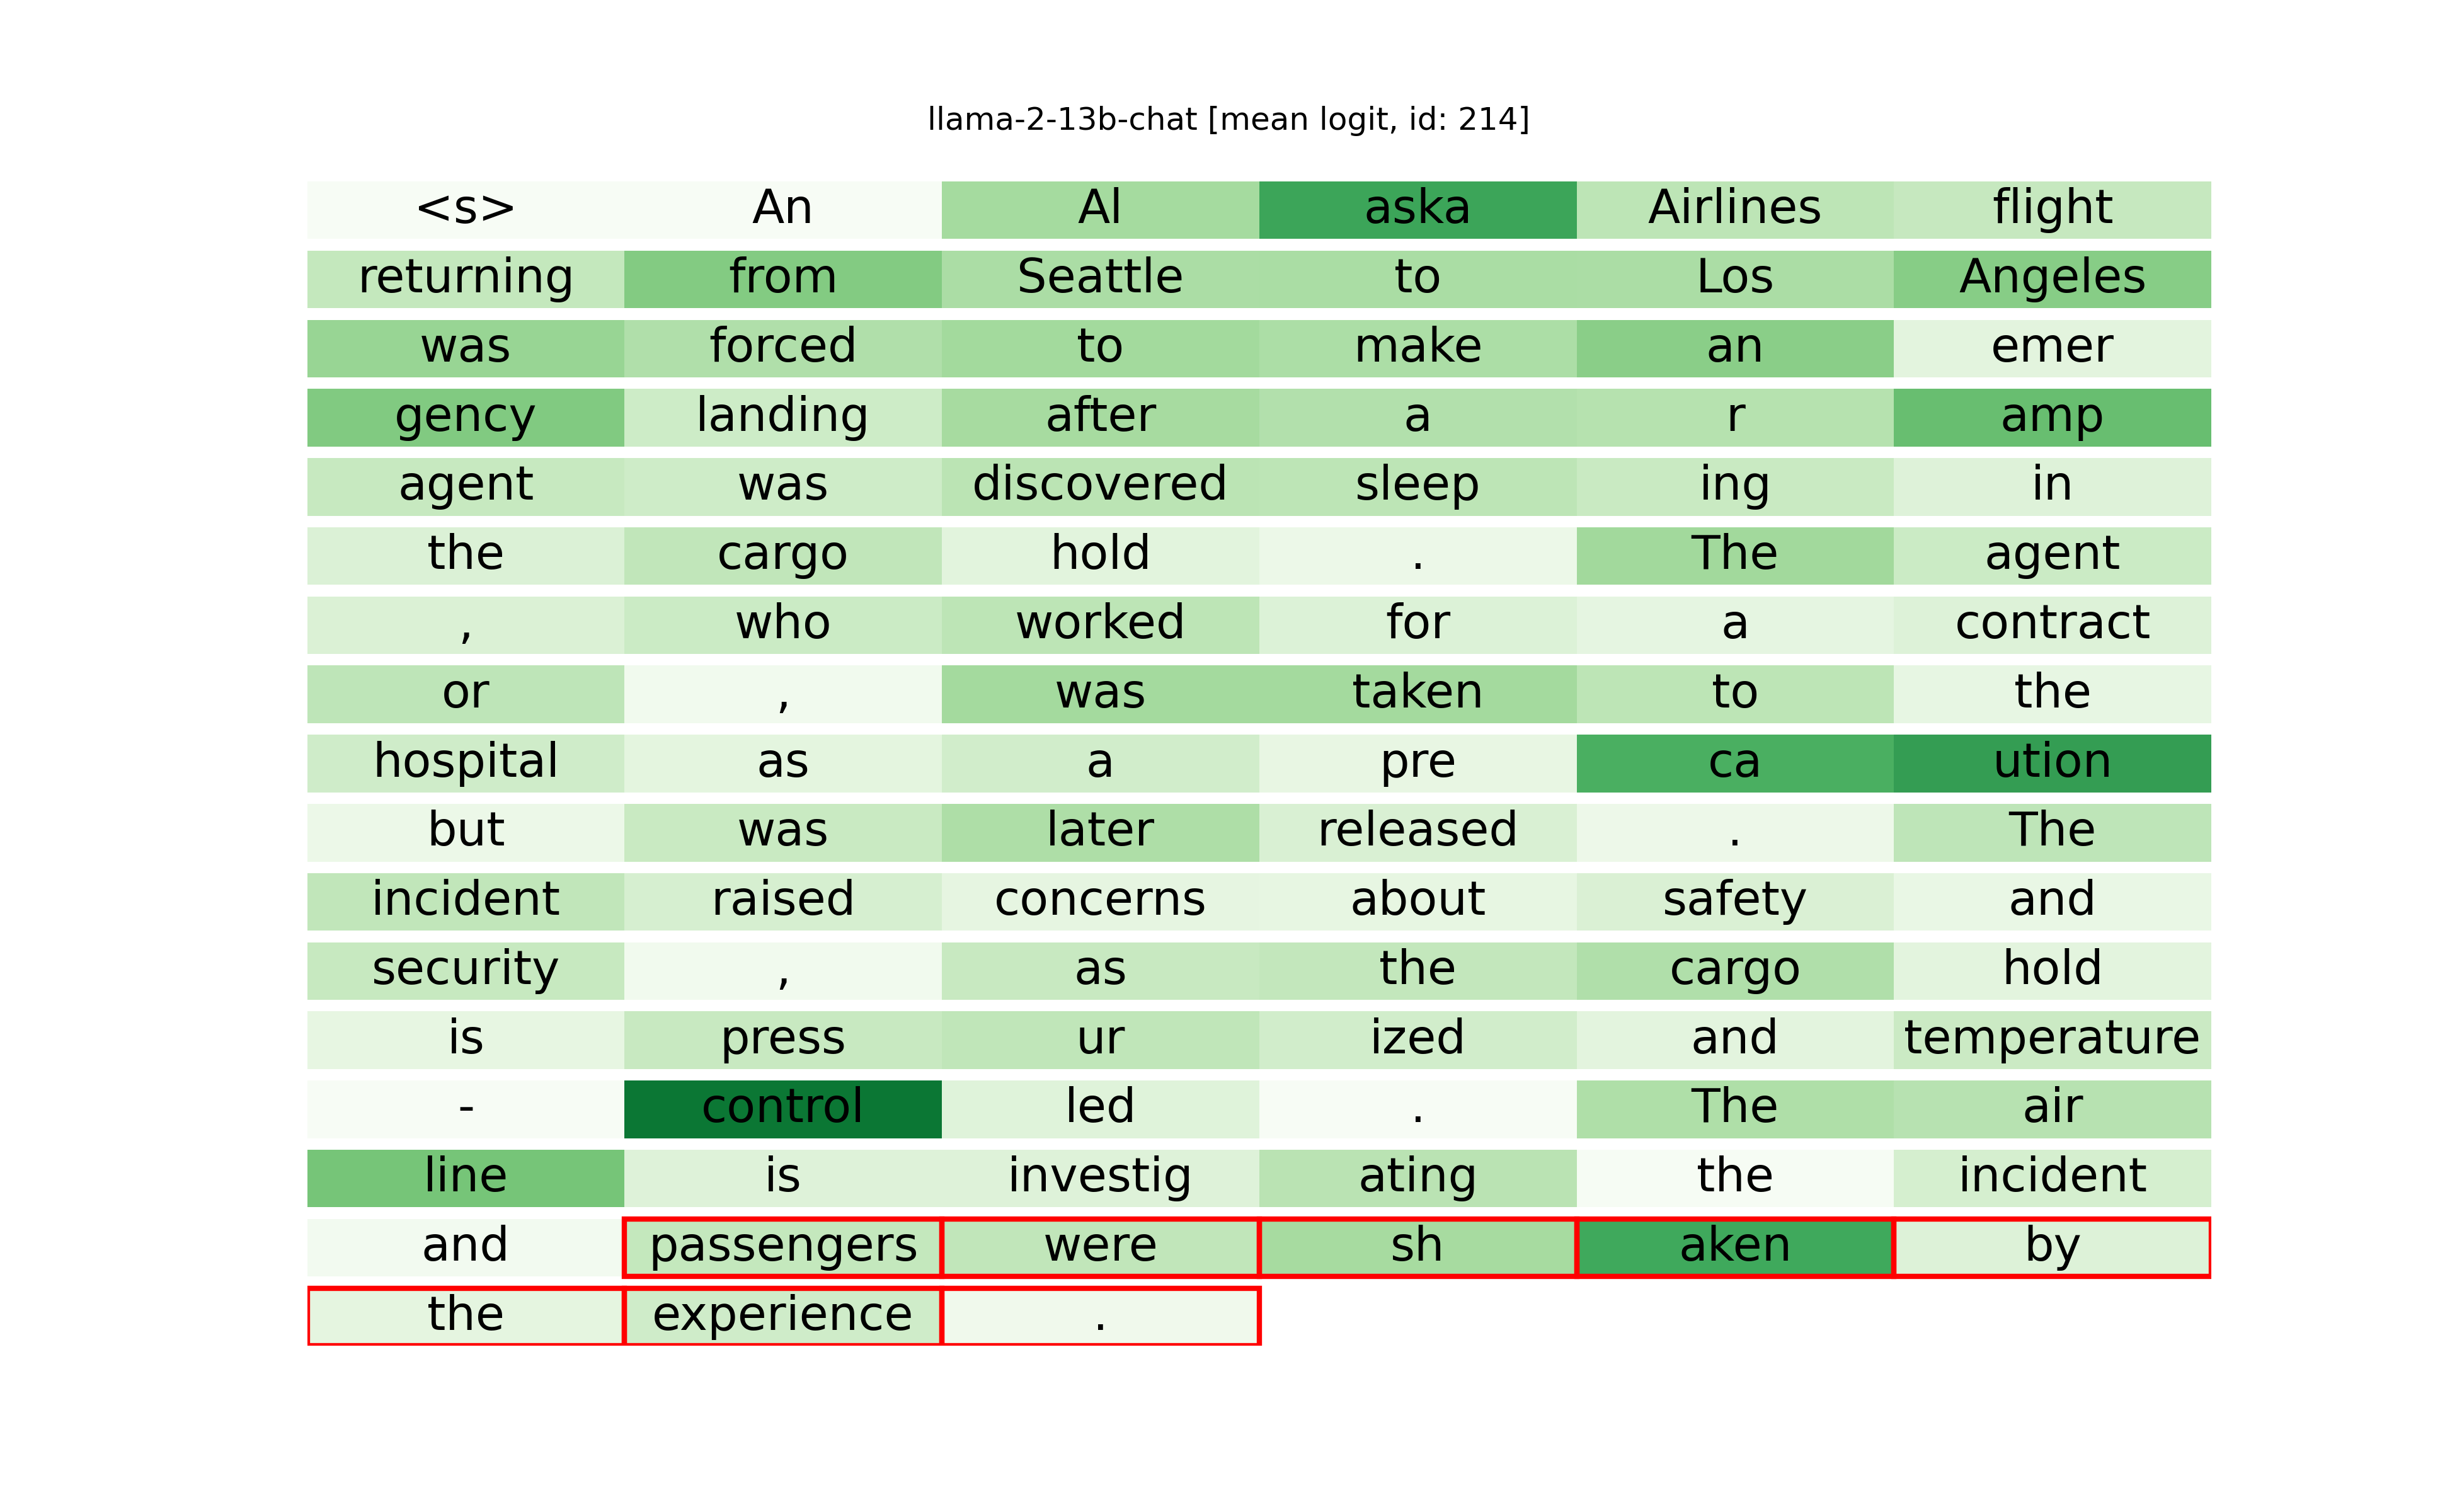 llama-2-13b-chat [mean logit, id: 214]
<s> An Al aska Airlines flight
returning from Seattle to Los Angeles
was forced to make an emer
gency landing after a r amp
agent was discovered sleep ing in
the cargo hold . The agent
, who worked for a contract
or , was taken to the
hospital as a pre ca ution
but was later released . The
incident raised concerns about safety and
security , as the cargo hold
is press ur ized and temperature
- control led . The air
line is investig ating the incident
and passengers were sh aken by
the experience .